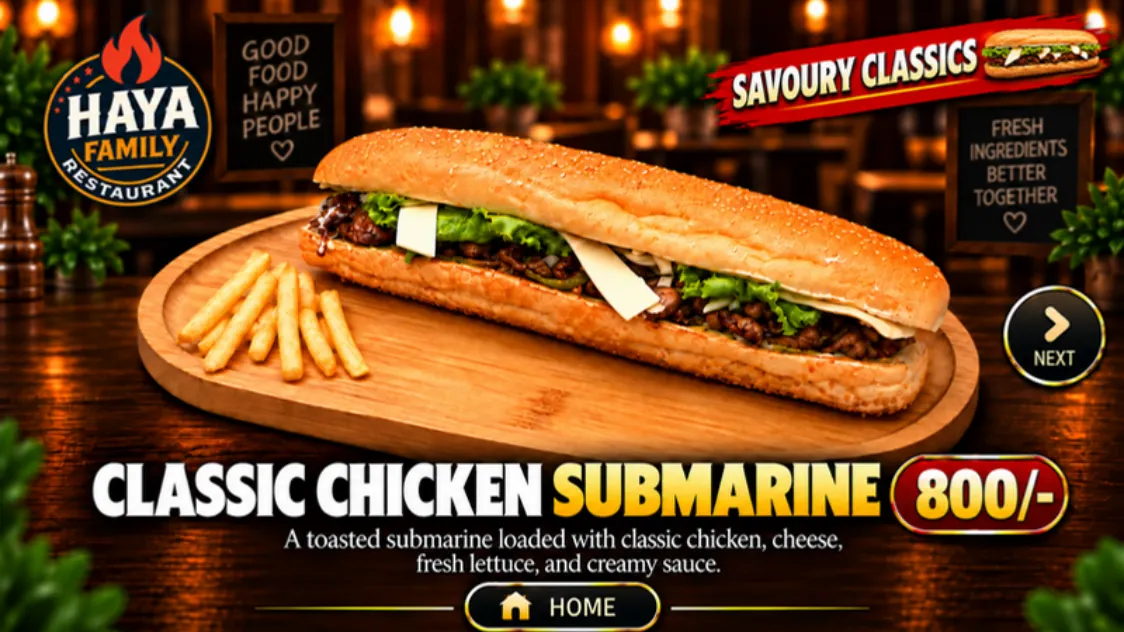 HAYA
FAMILY
RESTAURANT
GOOD
FOOD
HAPPY
PEOPLE
SAVOURY CLASSICS
FRESH
INGREDIENTS
BETTER
TOGETHER
NEXT
CLASSIC CHICKEN SUBMARINE 800/-
A toasted submarine loaded with classic chicken, cheese,
fresh lettuce, and creamy sauce.
HOME